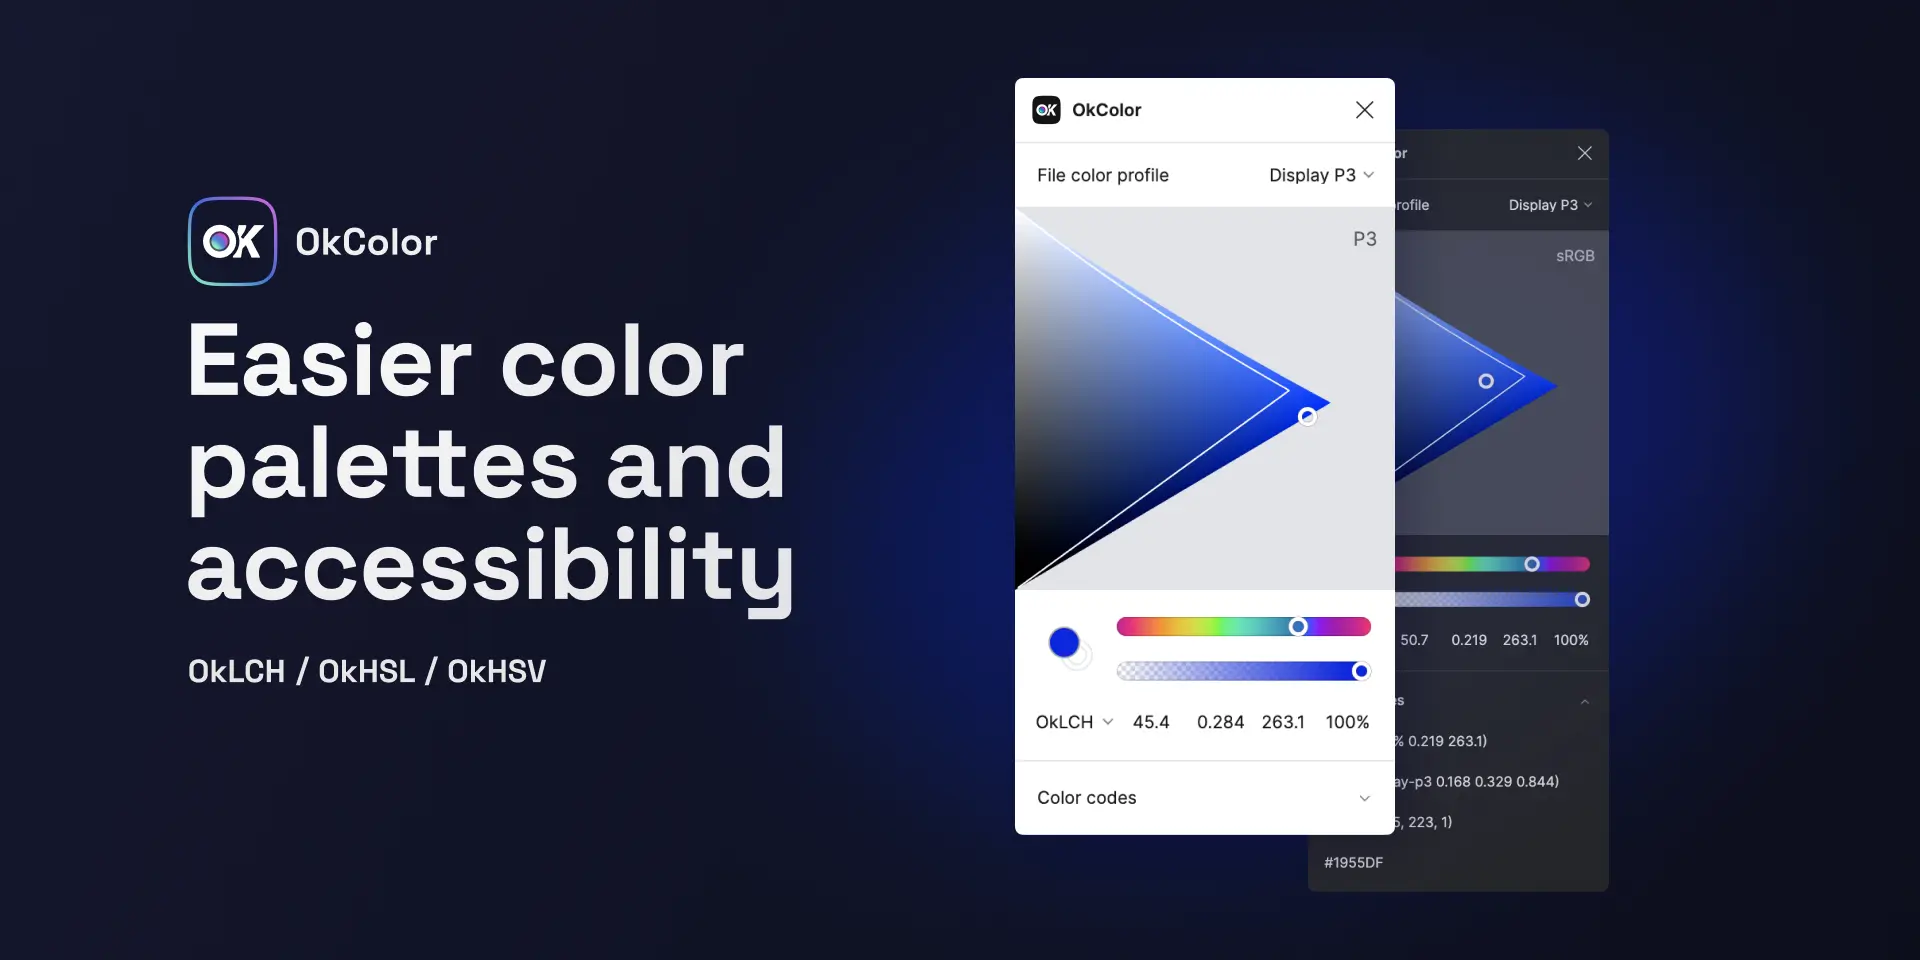 OK OkColor
Easier color
palettes and
accessibility
OkLCH / OkHSL / OkHSV
OK OkColor
File color profile Display P3
P3
OkLCH 45.4 0.284 263.1 100%
Color codes
or
rofile Display P3
sRGB
50.7 0.219 263.1 100%
es
% 0.219 263.1)
ay-p3 0.168 0.329 0.844)
5, 223, 1)
#1955DF